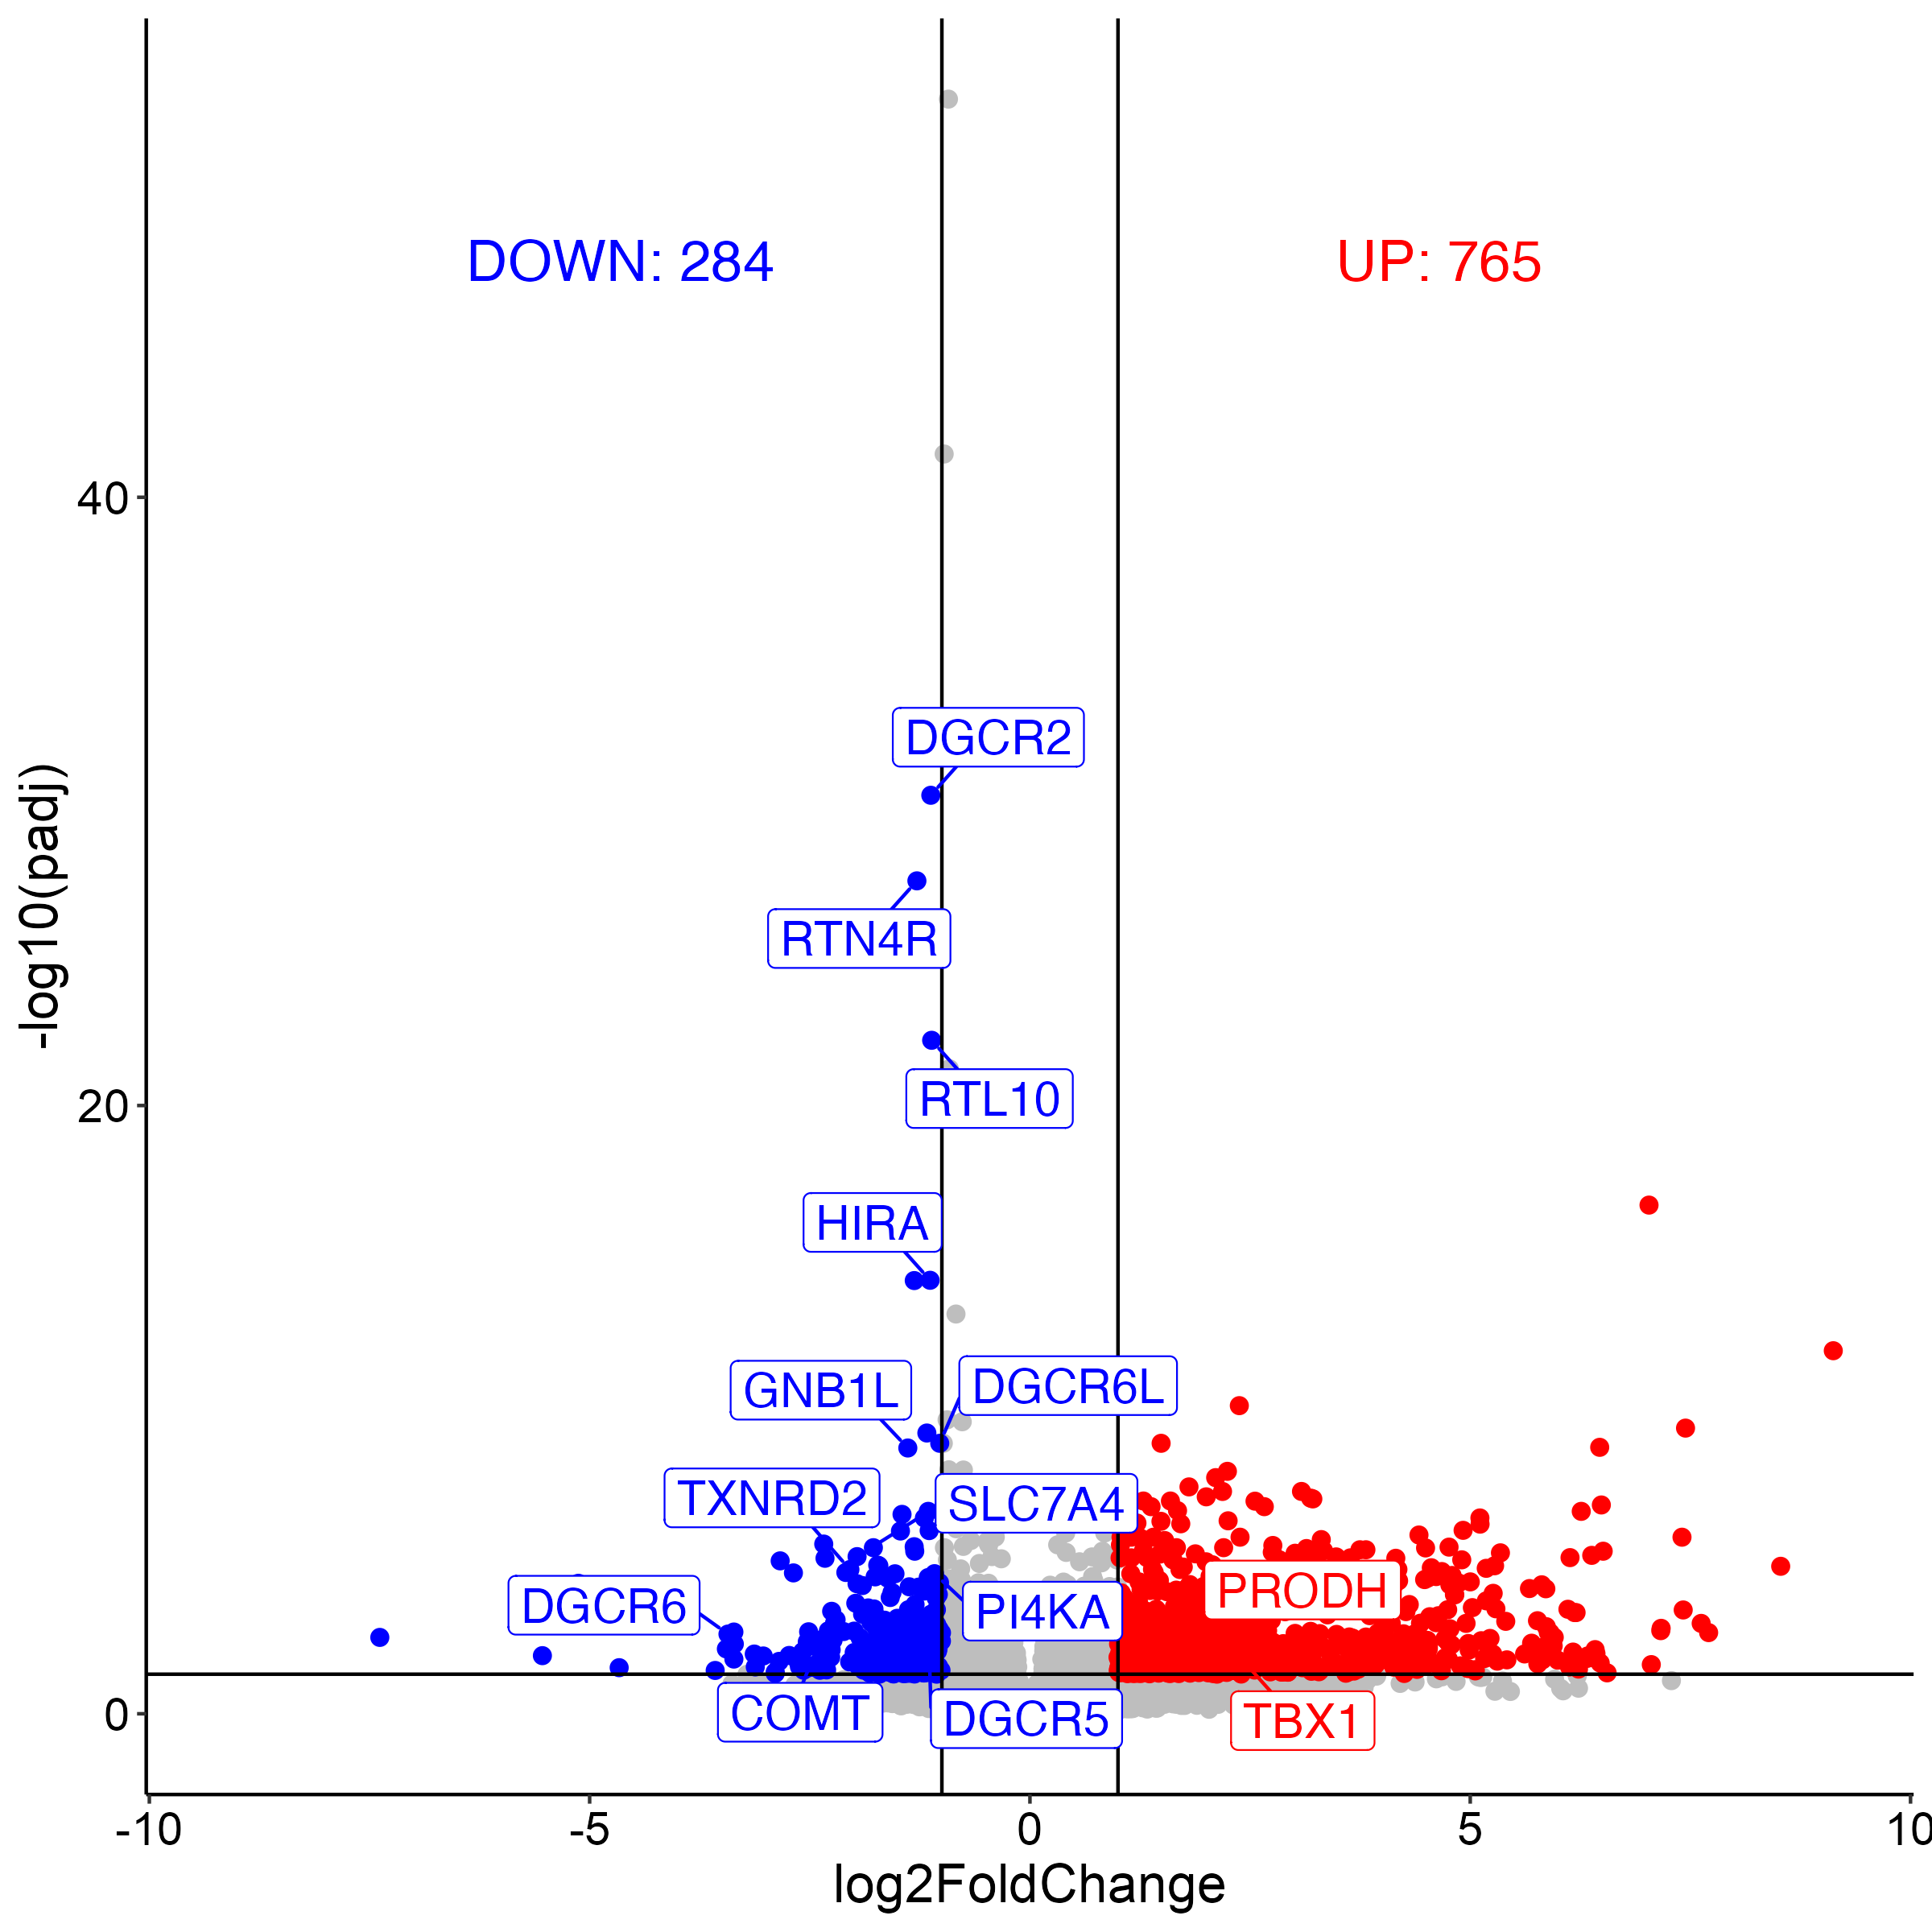 DOWN: 284
UP: 765
40
DGCR2
-log10(padj)
RTN4R
20
RTL10
HIRA
GNB1L
DGCR6L
TXNRD2
SLC7A4
DGCR6
PI4KA
PRODH
0
COMT
DGCR5
TBX1
-10
-5
0
5
10
log2FoldChange